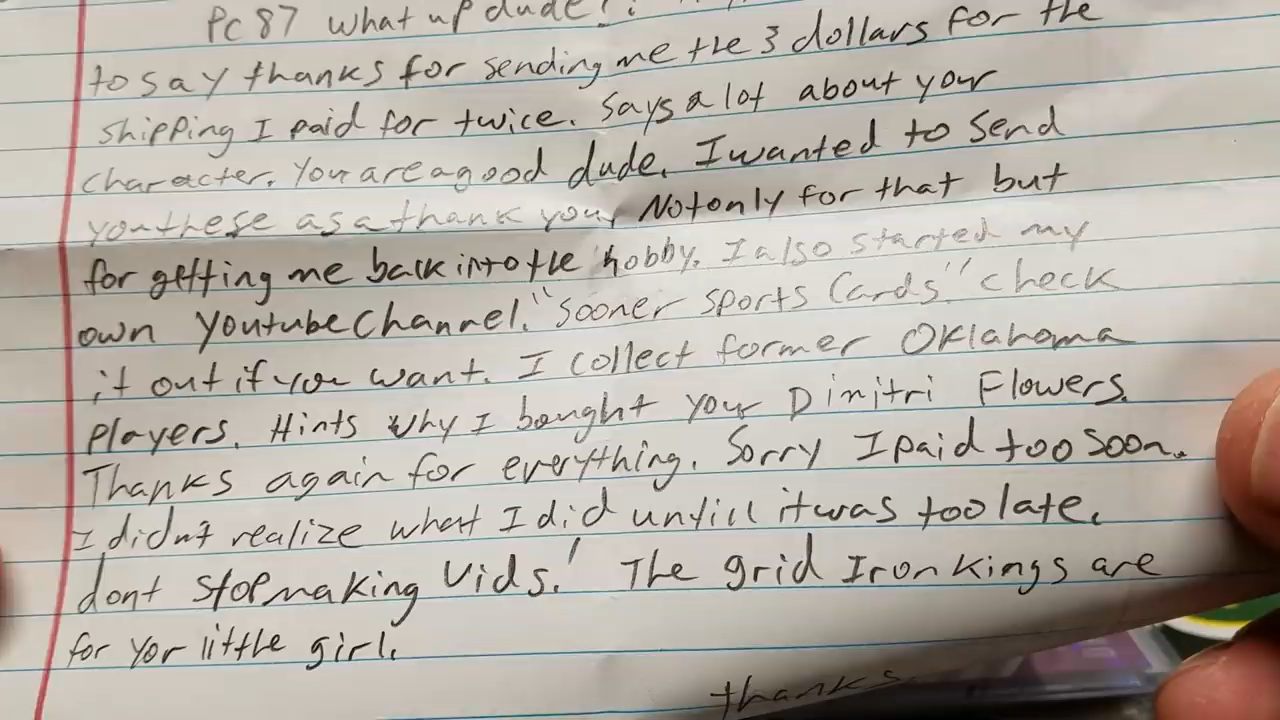 Pc 87 what up dude!
to say thanks for sending me the 3 dollars for the
shipping I paid for twice. Says a lot about your
character. You are a good dude. I wanted to send
you these as a thank you, Not only for that but
for getting me back into the hobby. I also started my
own Youtube Channel. "Sooner sports Cards" check
it out if you want. I collect former Oklahoma
players. Hints why I bought your Dimitri Flowers.
Thanks again for everything. Sorry I paid too soon.
I didn't realize what I did untill it was too late.
dont stop making Vids! The grid Iron kings are
for yor little girl.
thanks